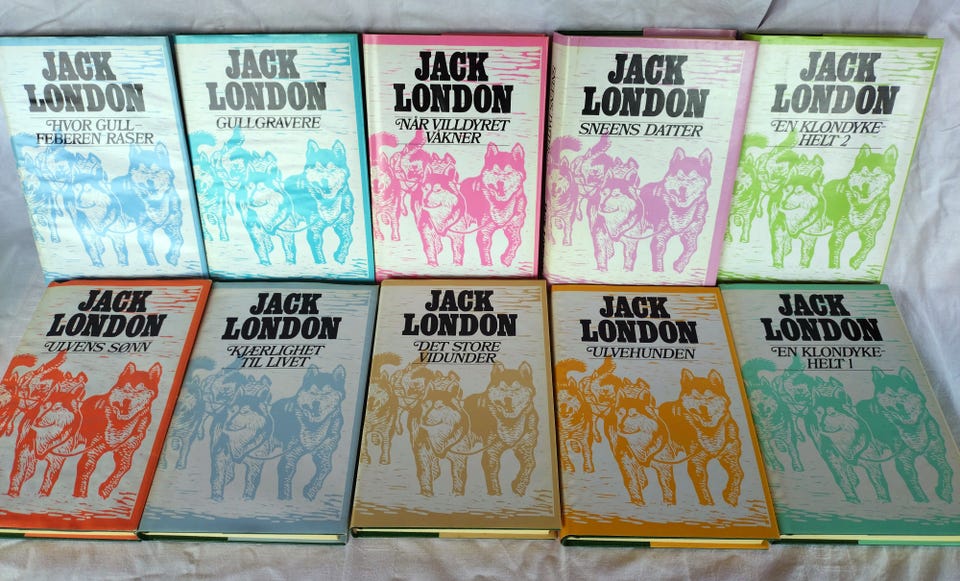 JACK
LONDON
HVOR GULL-
FEBEREN RASER
JACK
LONDON
GULLGRAVERE
JACK
LONDON
NÅR VILLDYRET
VAKNER
JACK
LONDON
SNEENS DATTER
JACK
LONDON
EN KLONDYKE-
HELT 2
JACK
LONDON
ULVENS SØNN
JACK
LONDON
KJÆRLIGHET
TIL LIVET
JACK
LONDON
DET STORE
VIDUNDER
JACK
LONDON
ULVEHUNDEN
JACK
LONDON
EN KLONDYKE-
HELT 1